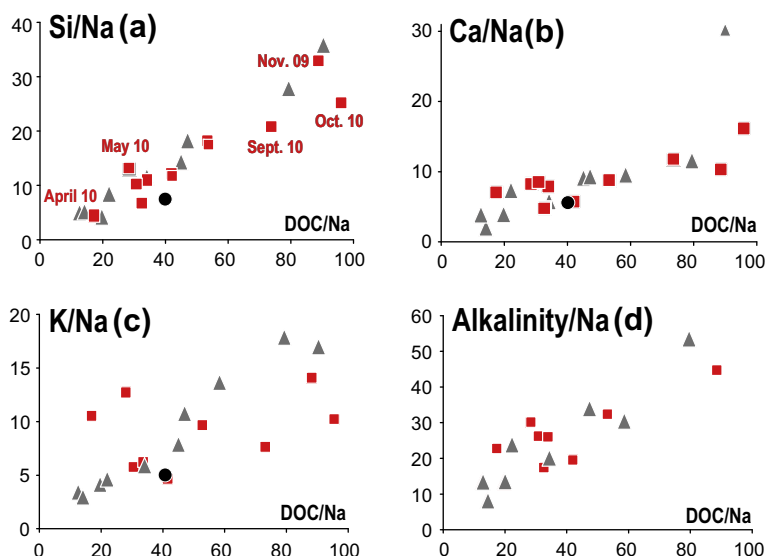 Si/Na (a)
40
30
20
10
0
Nov. 09
Oct. 10
Sept. 10
May 10
April 10
DOC/Na
0 20 40 60 80 100
Ca/Na (b)
30
20
10
0
DOC/Na
0 20 40 60 80 100
K/Na (c)
20
15
10
5
0
DOC/Na
0 20 40 60 80 100
Alkalinity/Na (d)
60
50
40
30
20
10
0
DOC/Na
0 20 40 60 80 100